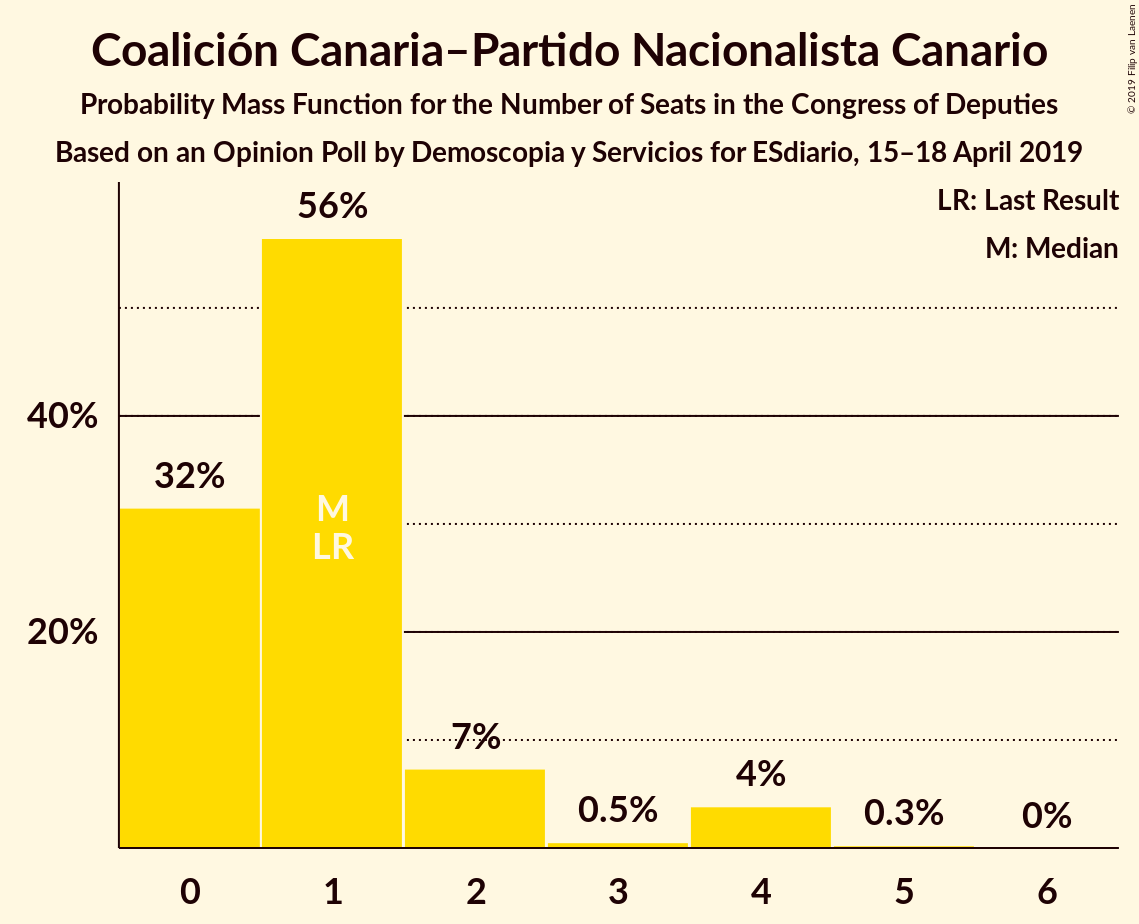 Coalición Canaria–Partido Nacionalista Canario
Probability Mass Function for the Number of Seats in the Congress of Deputies
Based on an Opinion Poll by Demoscopia y Servicios for ESdiario, 15–18 April 2019
© 2019 Filip van Laenen
LR: Last Result
M: Median
56%
40%
32%
M
LR
20%
7%
4%
0.5%
0.3%
0%
0 1 2 3 4 5 6